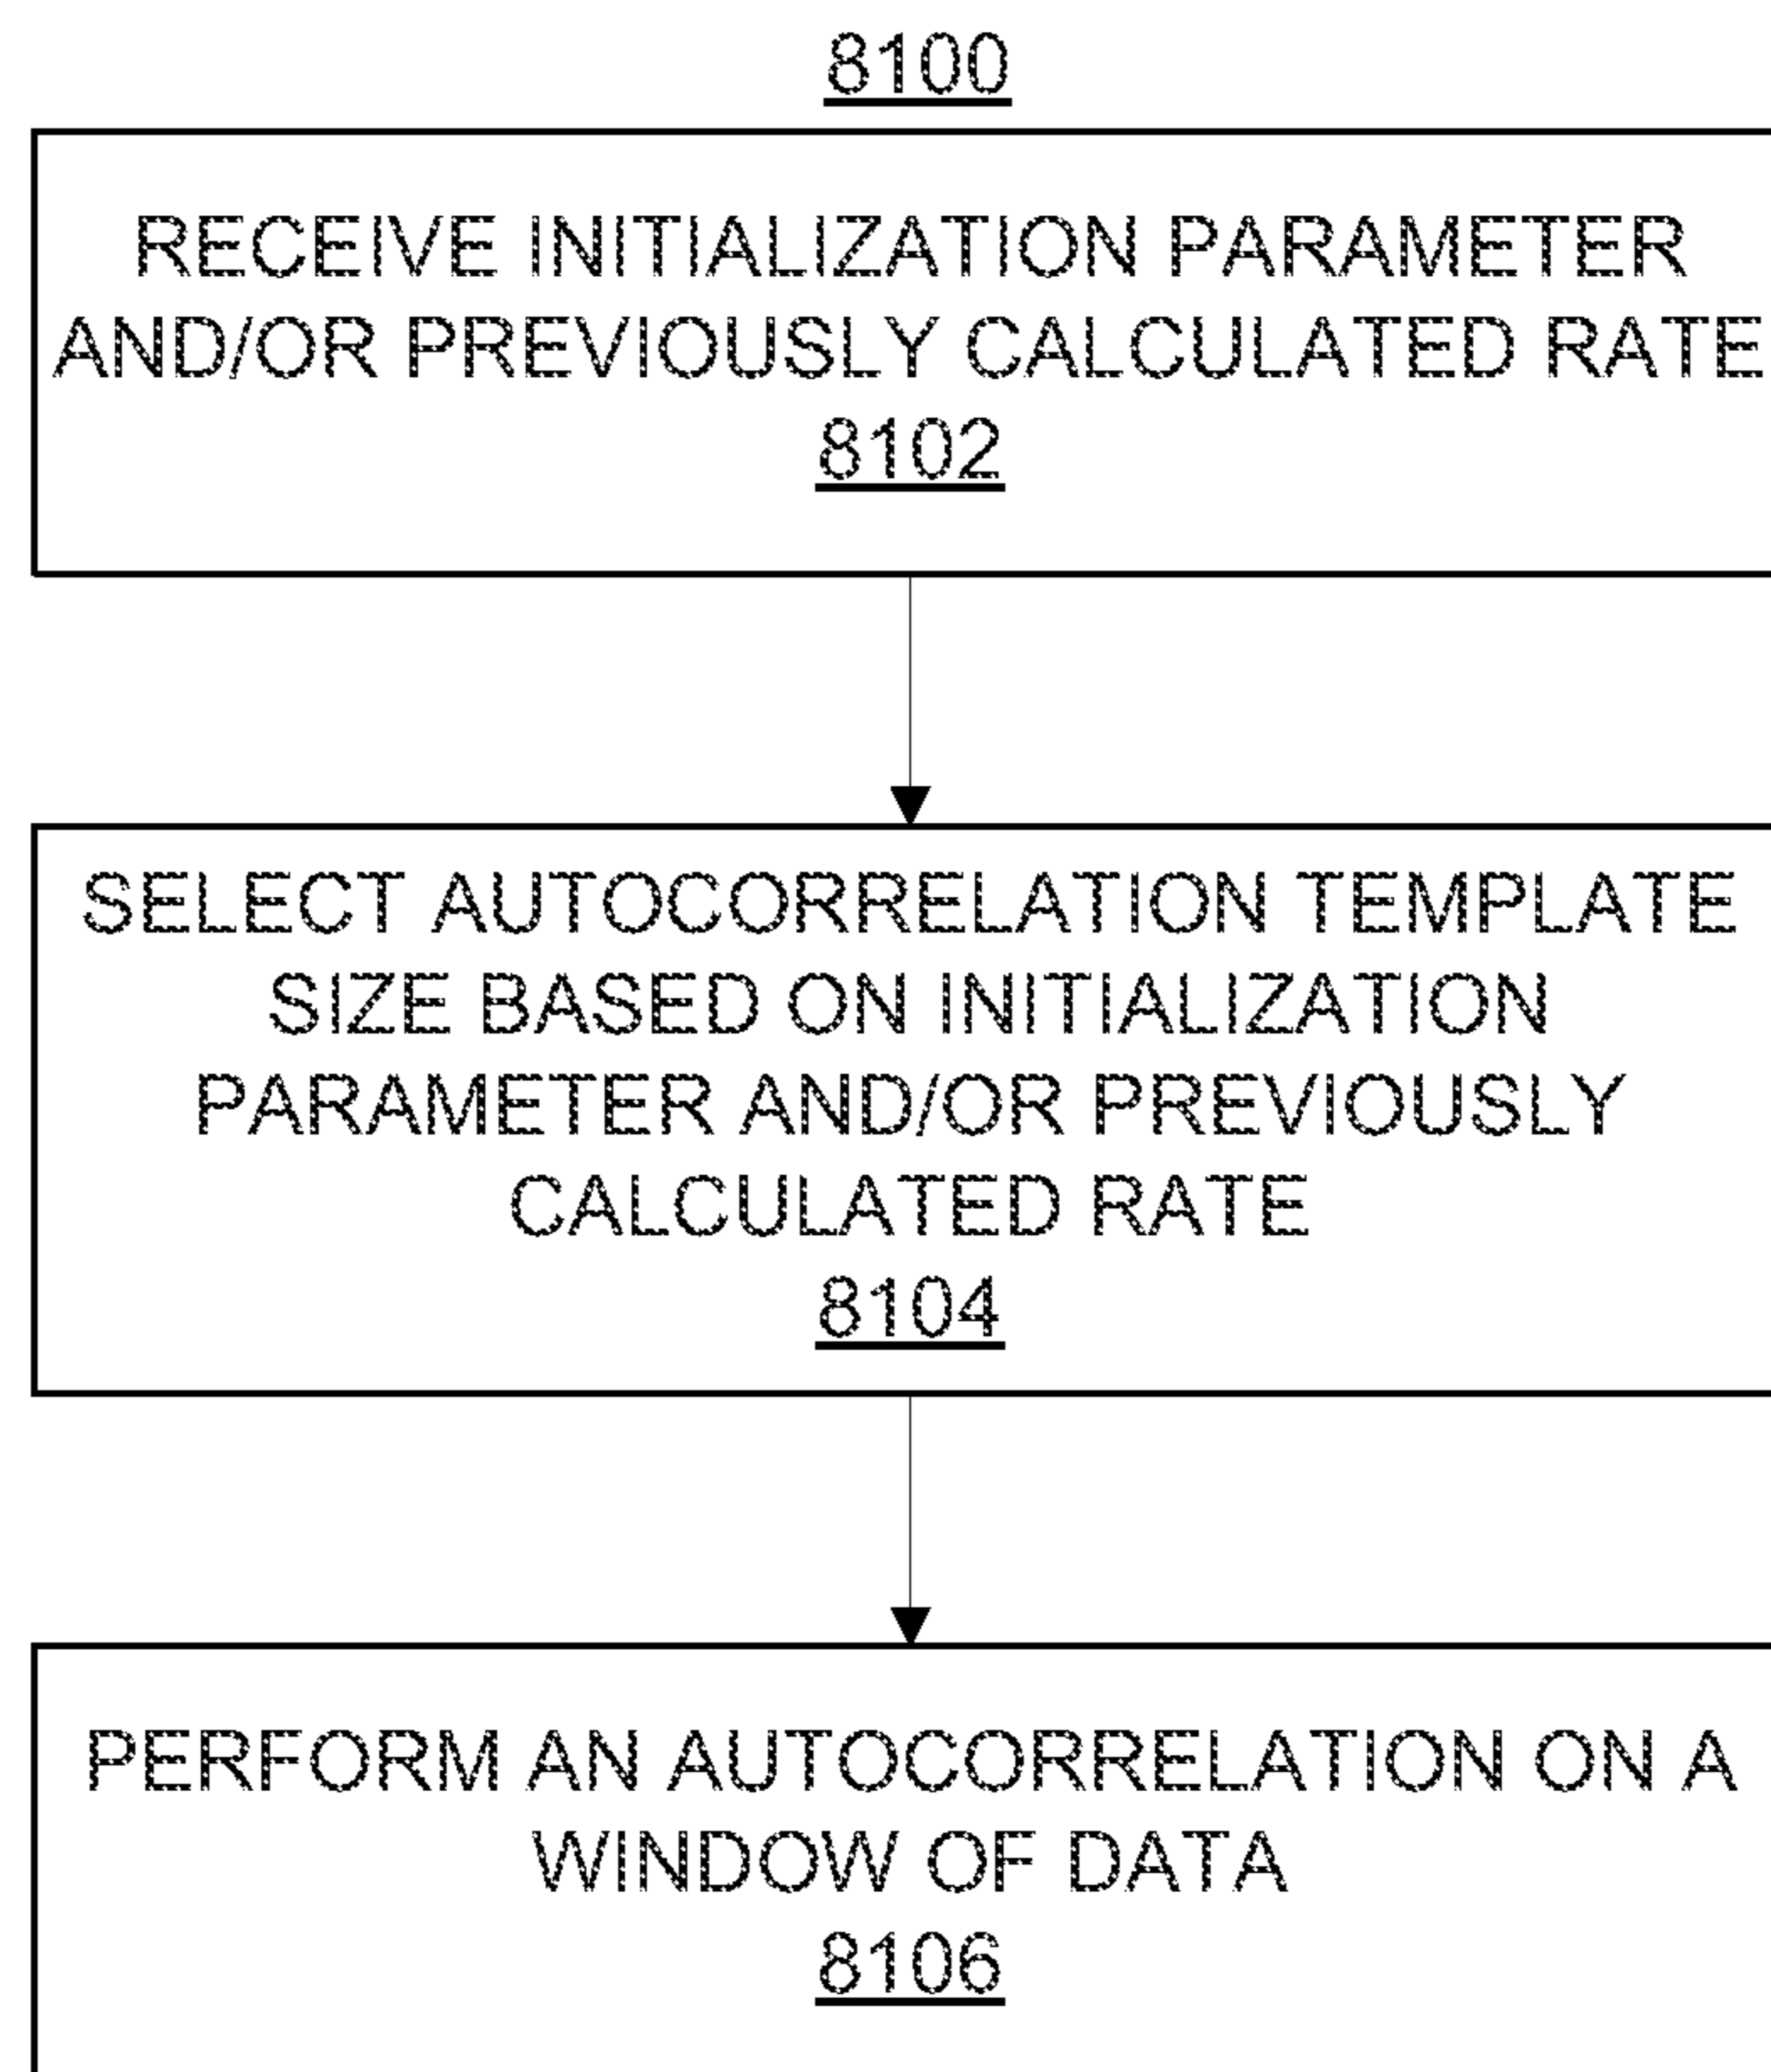 8100
RECEIVE INITIALIZATION PARAMETER
AND/OR PREVIOUSLY CALCULATED RATE
8102
SELECT AUTOCORRELATION TEMPLATE
SIZE BASED ON INITIALIZATION
PARAMETER AND/OR PREVIOUSLY
CALCULATED RATE
8104
PERFORM AN AUTOCORRELATION ON A
WINDOW OF DATA
8106